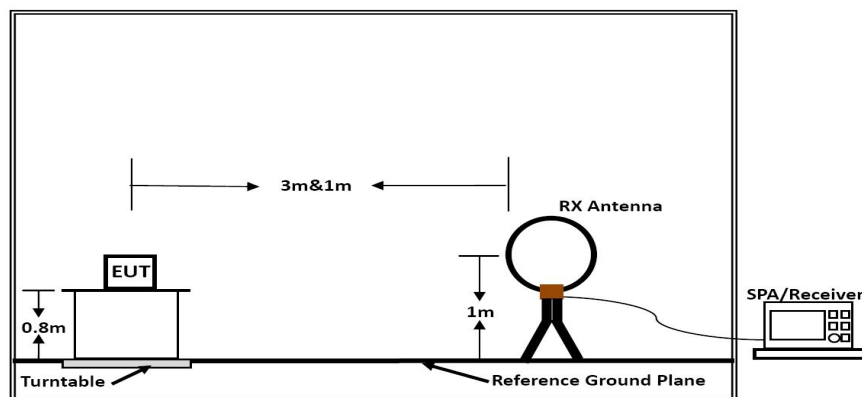 3m&1m
RX Antenna
EUT
SPA/Receiver
0.8m
1m
Turntable
Reference Ground Plane